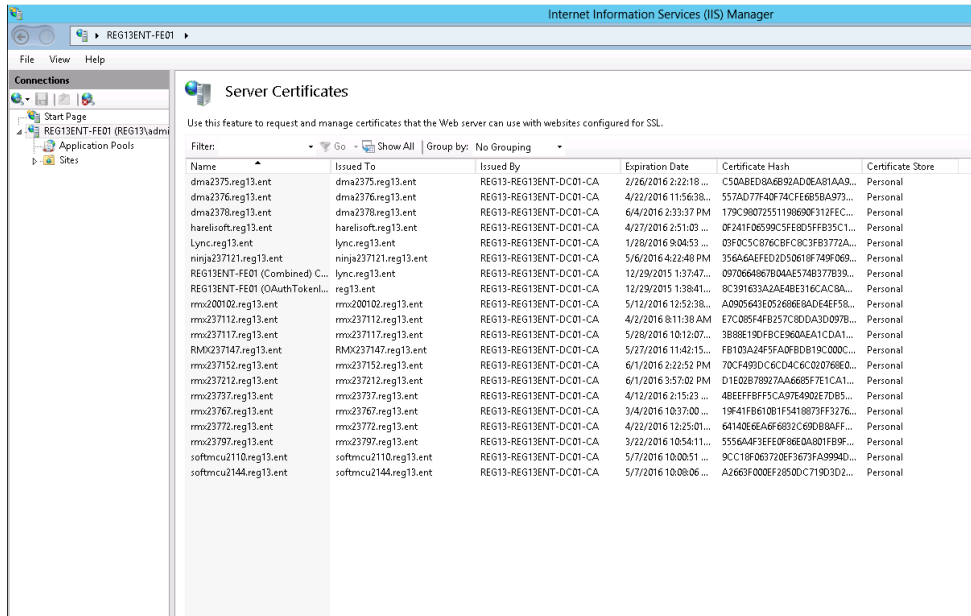 Internet Information Services (IIS) Manager
REG13ENT-FE01
File View Help
Connections
Start Page
REG13ENT-FE01 (REG13\admi
Application Pools
Sites
Server Certificates
Use this feature to request and manage certificates that the Web server can use with websites configured for SSL.
Filter: Go Show All Group by: No Grouping
Name Issued To Issued By Expiration Date Certificate Hash Certificate Store
dma2375.reg13.ent dma2375.reg13.ent REG13-REG13ENT-DC01-CA 2/26/2016 2:22:18 ... C50ABED8A6B92AD0EA81AA9... Personal
dma2376.reg13.ent dma2376.reg13.ent REG13-REG13ENT-DC01-CA 4/22/2016 11:56:38... 557AD77F40F74CFE6B5BA973... Personal
dma2378.reg13.ent dma2378.reg13.ent REG13-REG13ENT-DC01-CA 6/4/2016 2:33:37 PM 179C98072551198690F312FEC... Personal
harelisoft.reg13.ent harelisoft.reg13.ent REG13-REG13ENT-DC01-CA 4/27/2016 2:51:03 ... 0F241F06599C5FE8D5FFB35C1... Personal
Lync.reg13.ent lync.reg13.ent REG13-REG13ENT-DC01-CA 1/28/2016 9:04:53 ... 03F0C5C876CBFC8C3FB3772A... Personal
ninja237121.reg13.ent ninja237121.reg13.ent REG13-REG13ENT-DC01-CA 5/6/2016 4:22:48 PM 356A6AEFED2D50618F749F069... Personal
REG13ENT-FE01 (Combined) C... lync.reg13.ent REG13-REG13ENT-DC01-CA 12/29/2015 1:37:47... 0970664867B04AE574B377B39... Personal
REG13ENT-FE01 (OAuthTokenI... reg13.ent REG13-REG13ENT-DC01-CA 12/29/2015 1:38:41... 8C391633A2AE4BE316CAC8A... Personal
rmx200102.reg13.ent rmx200102.reg13.ent REG13-REG13ENT-DC01-CA 5/12/2016 12:52:38... A0905643E052686E8ADE4EF58... Personal
rmx237112.reg13.ent rmx237112.reg13.ent REG13-REG13ENT-DC01-CA 4/2/2016 8:11:38 AM E7C085F4FB257C8DDA3D097B... Personal
rmx237117.reg13.ent rmx237117.reg13.ent REG13-REG13ENT-DC01-CA 5/28/2016 10:12:07... 3B88E19DFBCE960AEA1CDA1... Personal
RMX237147.reg13.ent RMX237147.reg13.ent REG13-REG13ENT-DC01-CA 5/27/2016 11:42:15... FB103A24F5FA0FBDB19C000C... Personal
rmx237152.reg13.ent rmx237152.reg13.ent REG13-REG13ENT-DC01-CA 6/1/2016 2:22:52 PM 70CF493DC6CD4C6C020768E0... Personal
rmx237212.reg13.ent rmx237212.reg13.ent REG13-REG13ENT-DC01-CA 6/1/2016 3:57:02 PM D1E02B78927AA6685F7E1CA1... Personal
rmx23737.reg13.ent rmx23737.reg13.ent REG13-REG13ENT-DC01-CA 4/12/2016 2:15:23 ... 4BEEFFBFF5CA97E4902E7DB5... Personal
rmx23767.reg13.ent rmx23767.reg13.ent REG13-REG13ENT-DC01-CA 3/4/2016 10:37:00 ... 19F41FB610B1F5418873FF3276... Personal
rmx23772.reg13.ent rmx23772.reg13.ent REG13-REG13ENT-DC01-CA 4/22/2016 12:25:01... 64140E6EA6F6832C69DB8AFF... Personal
rmx23797.reg13.ent rmx23797.reg13.ent REG13-REG13ENT-DC01-CA 3/22/2016 10:54:11... 5556A4F3EFE0F86E0A801FB9F... Personal
softmcu2110.reg13.ent softmcu2110.reg13.ent REG13-REG13ENT-DC01-CA 5/7/2016 10:00:51 ... 9CC18F063720EF3673FA9994D... Personal
softmcu2144.reg13.ent softmcu2144.reg13.ent REG13-REG13ENT-DC01-CA 5/7/2016 10:08:06 ... A2663F000EF2850DC719D3D2... Personal